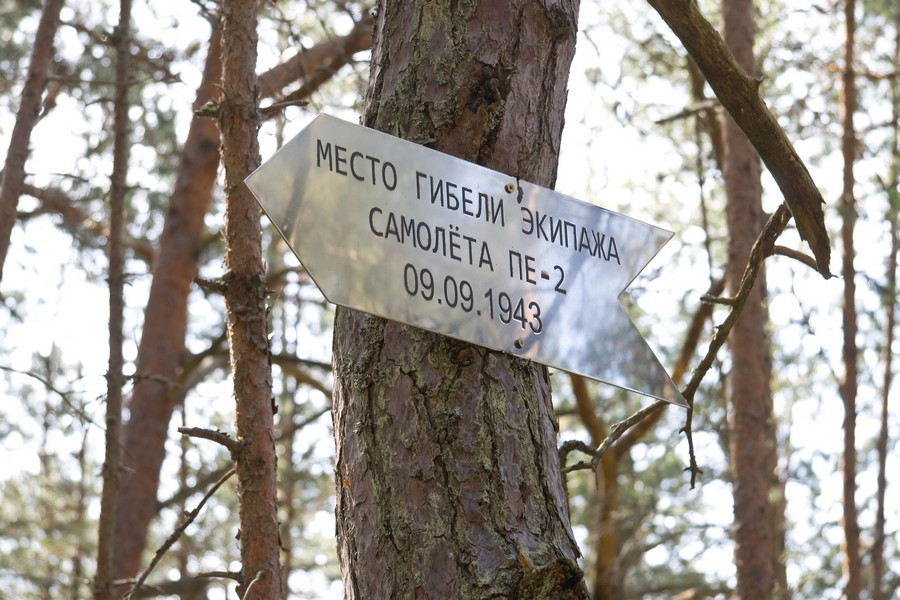 МЕСТО ГИБЕЛИ ЭКИПАЖА
САМОЛЁТА ПЕ-2
09.09.1943